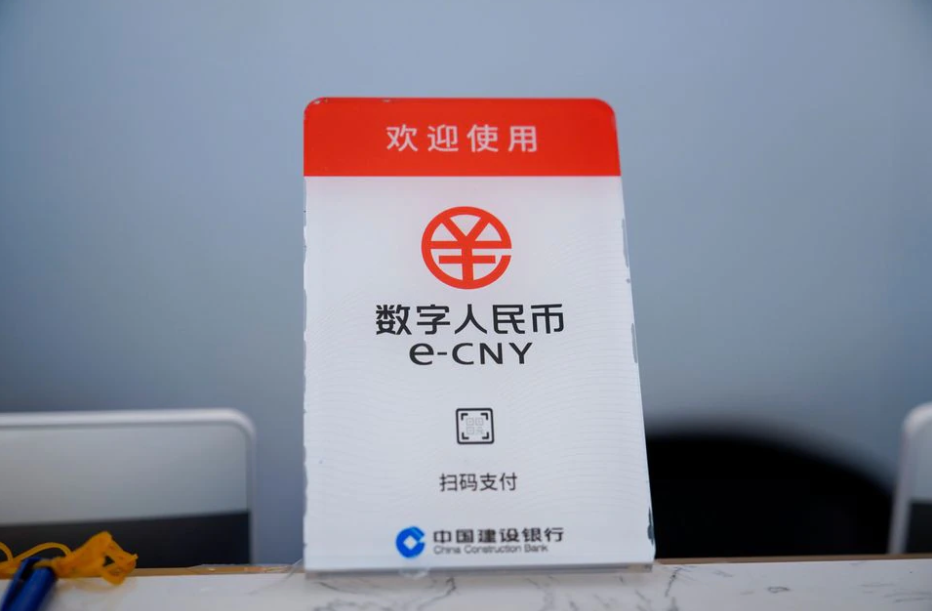 欢迎使用
数字人民币
e-CNY
扫码支付
中国建设银行
China Construction Bank